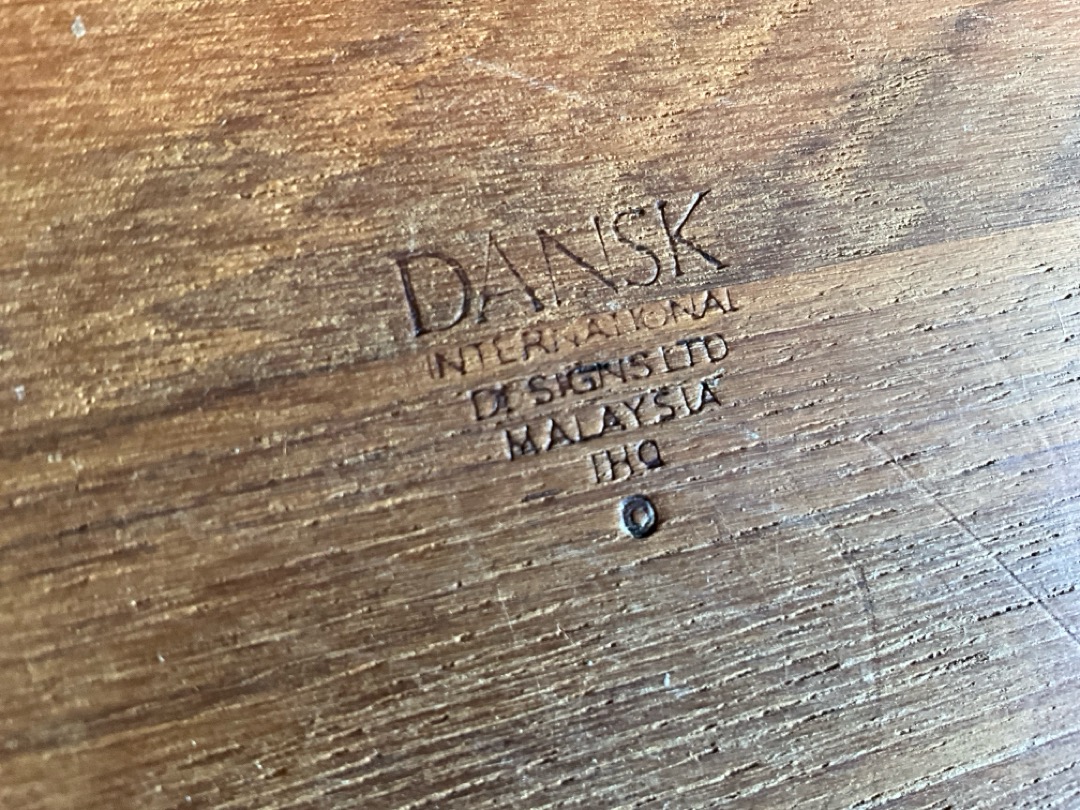 DANSK
INTERNATIONAL
DESIGNS LTD
MALAYSIA
IHQ
O